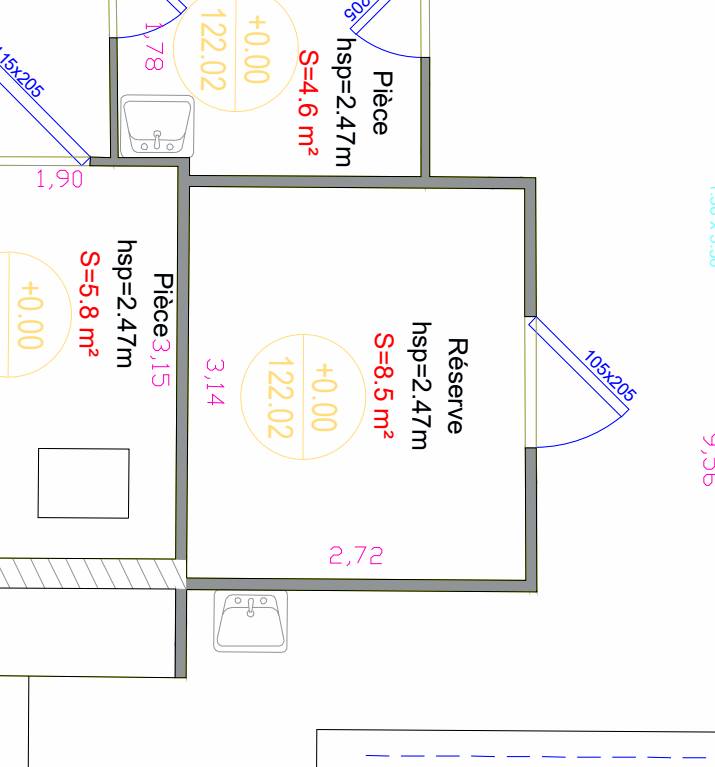 1,78
+0.00
122.02
Pièce
hsp=2.47m
S=4.6 m²
115x205
1,90
Pièce
hsp=2.47m
S=5.8 m²
+0.00
3,15
3,14
Réserve
hsp=2.47m
S=8.5 m²
+0.00
122.02
105x205
2,72